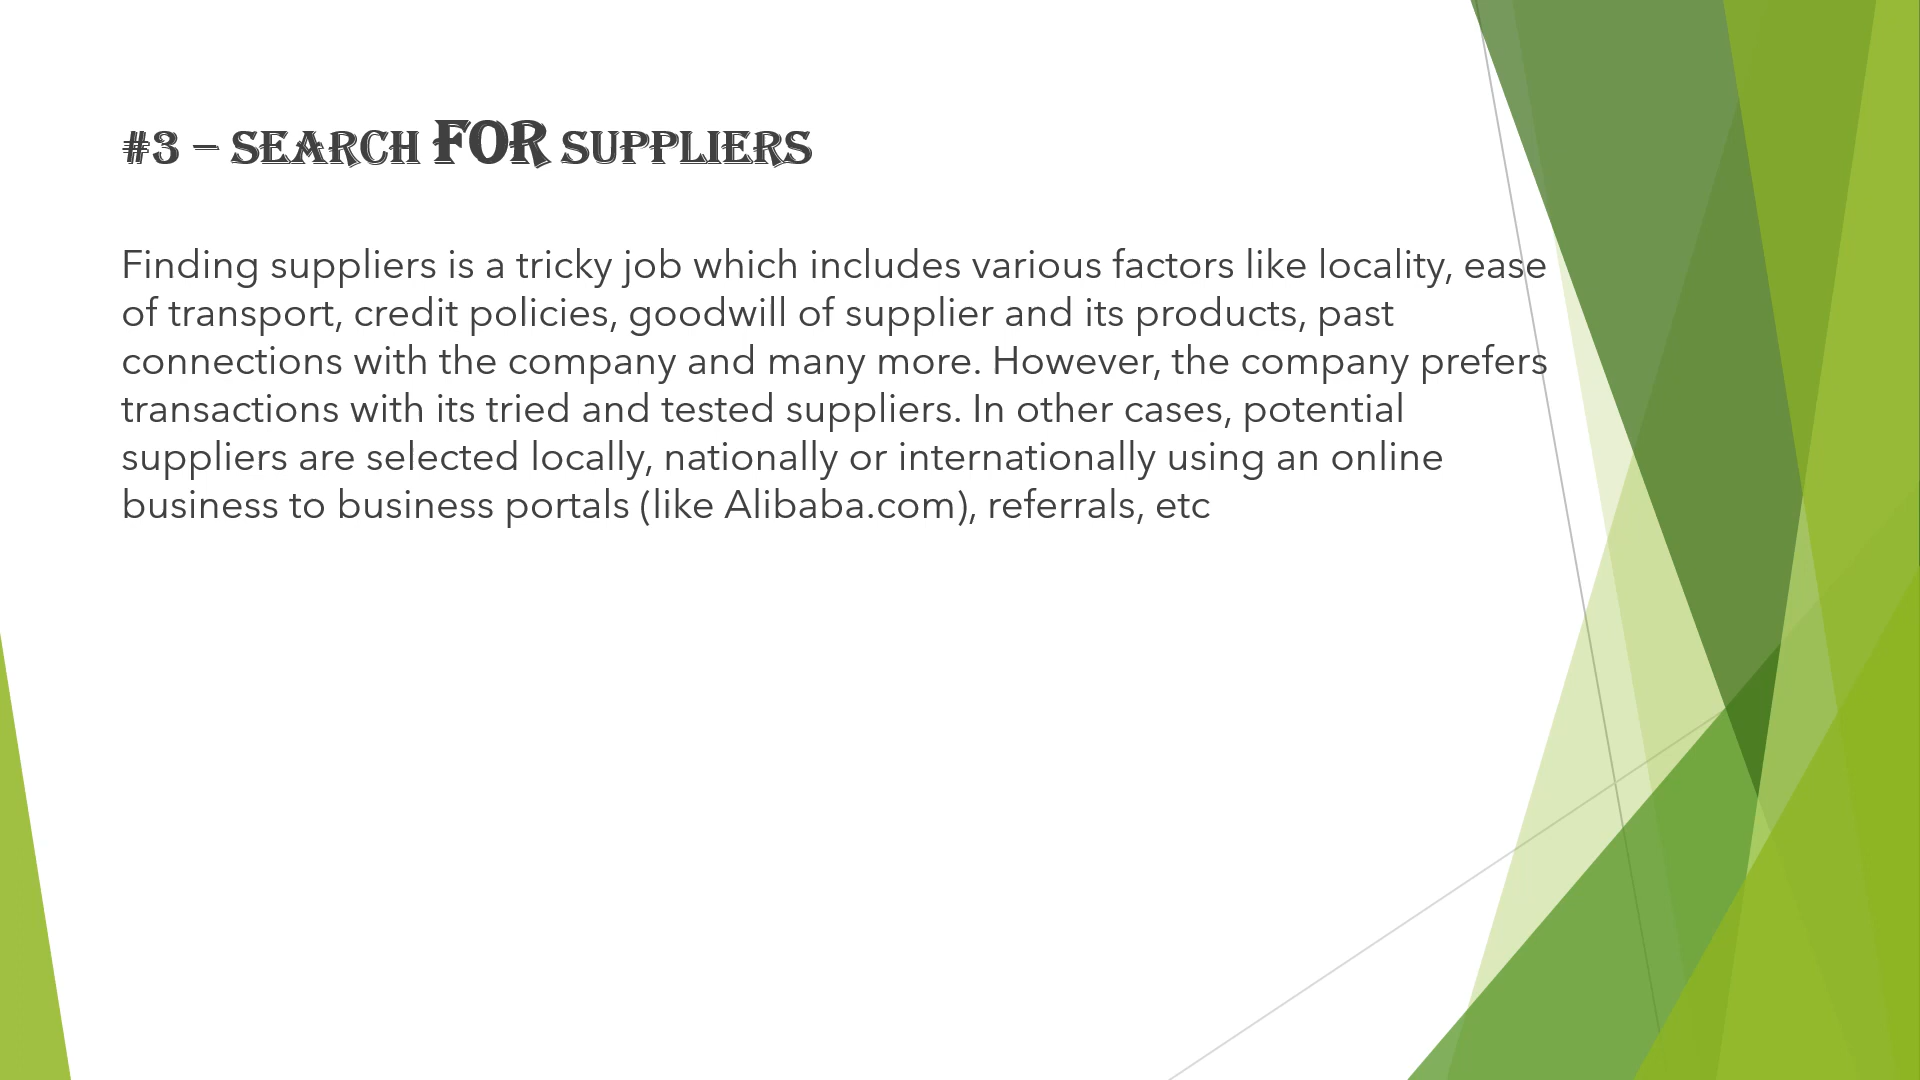 #3 – SEARCH FOR SUPPLIERS
Finding suppliers is a tricky job which includes various factors like locality, ease
of transport, credit policies, goodwill of supplier and its products, past
connections with the company and many more. However, the company prefers
transactions with its tried and tested suppliers. In other cases, potential
suppliers are selected locally, nationally or internationally using an online
business to business portals (like Alibaba.com), referrals, etc